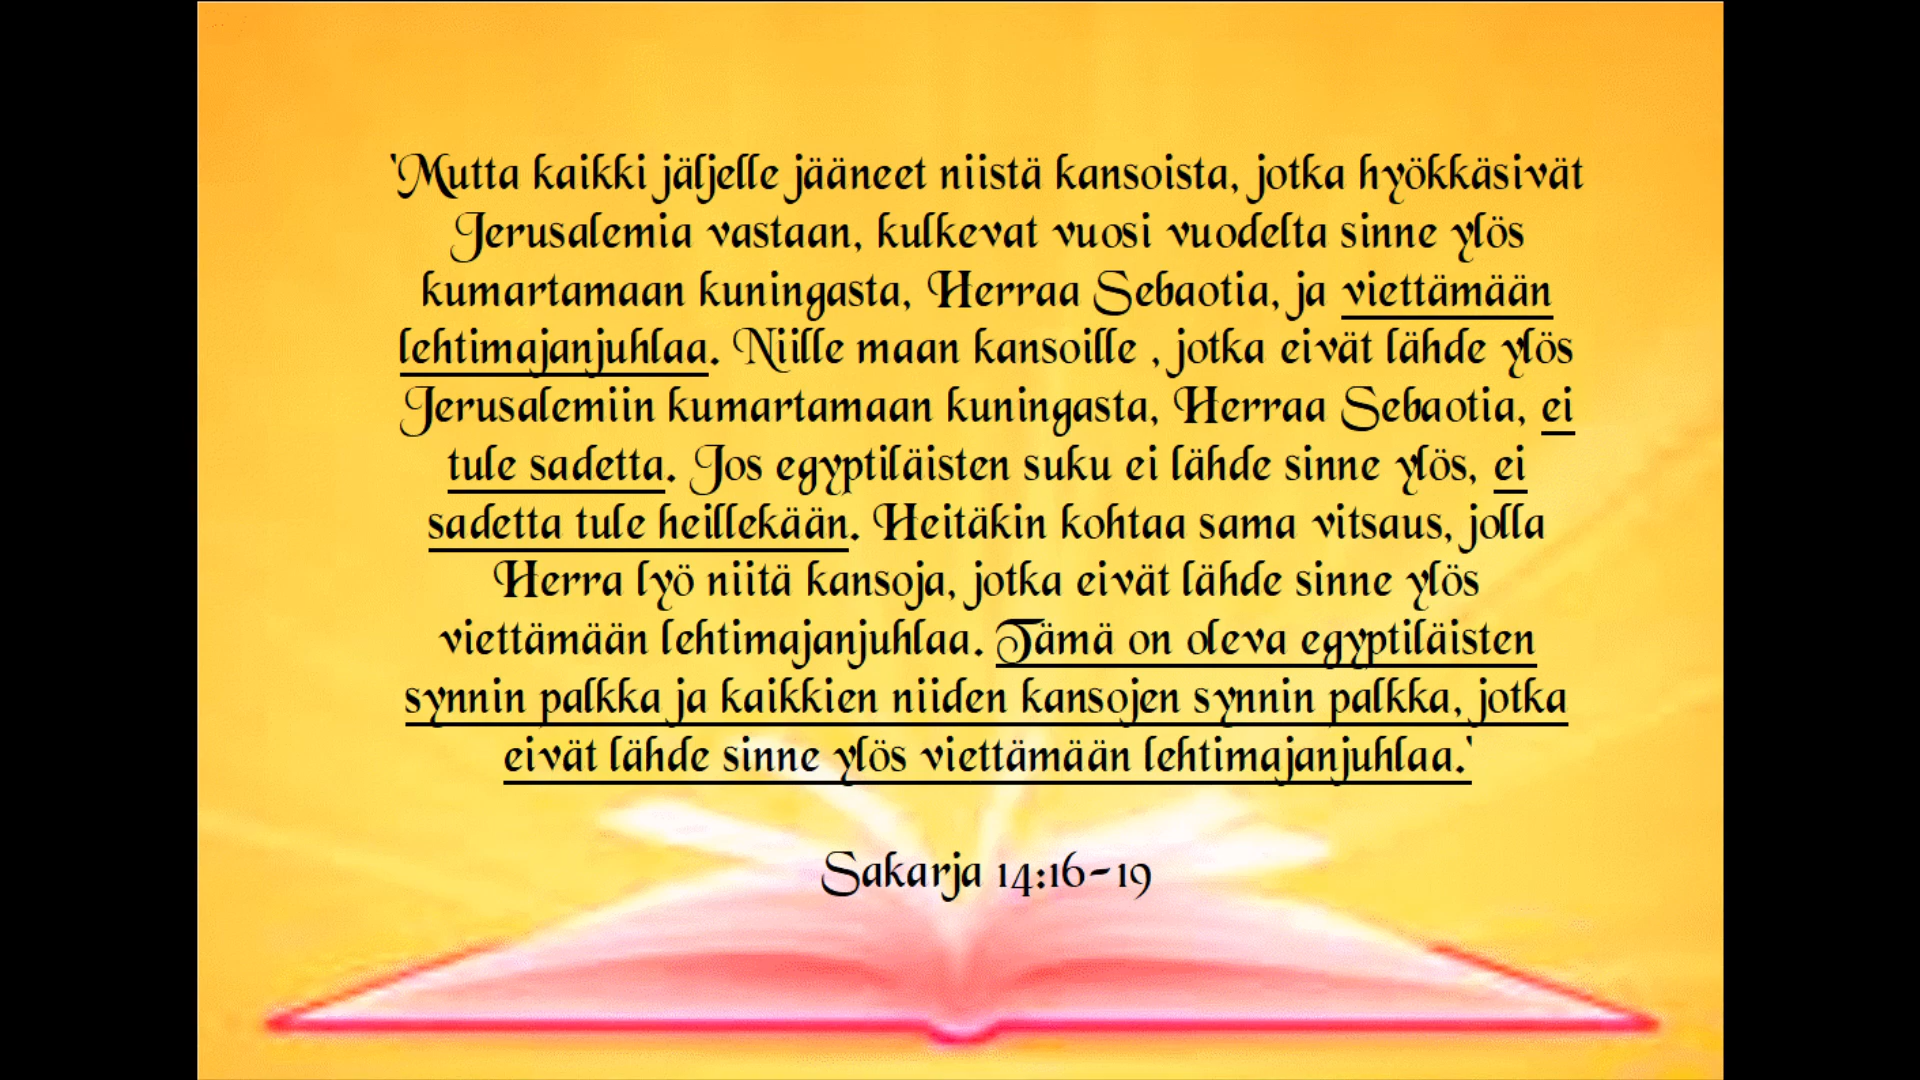 'Mutta kaikki jäljelle jääneet niistä kansoista, jotka hyökkäsivät
Jerusalemia vastaan, kulkevat vuosi vuodelta sinne ylös
kumartamaan kuningasta, Herraa Sebaotia, ja viettämään
lehtimajanjuhlaa. Niille maan kansoille , jotka eivät lähde ylös
Jerusalemiin kumartamaan kuningasta, Herraa Sebaotia, ei
tule sadetta. Jos egyptiläisten suku ei lähde sinne ylös, ei
sadetta tule heillekään. Heitäkin kohtaa sama vitsaus, jolla
Herra lyö niitä kansoja, jotka eivät lähde sinne ylös
viettämään lehtimajanjuhlaa. Tämä on oleva egyptiläisten
synnin palkka ja kaikkien niiden kansojen synnin palkka, jotka
eivät lähde sinne ylös viettämään lehtimajanjuhlaa.'
Sakarja 14:16-19